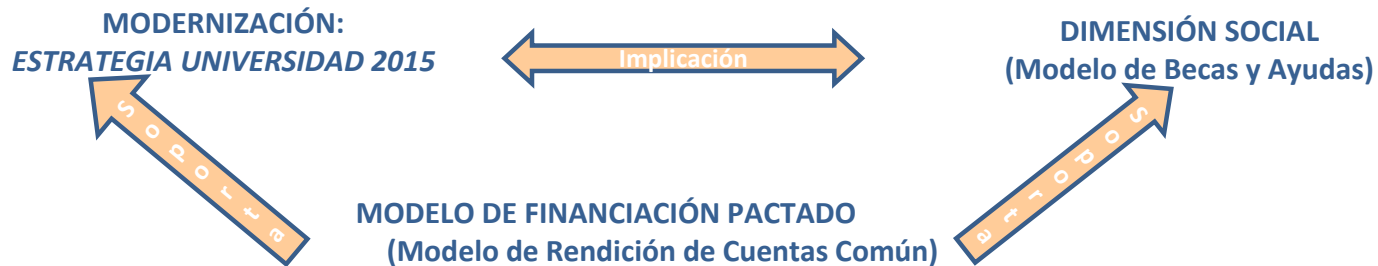 MODERNIZACIÓN:
ESTRATEGIA UNIVERSIDAD 2015
Implicación
DIMENSIÓN SOCIAL
(Modelo de Becas y Ayudas)
Soporta
Soporta
MODELO DE FINANCIACIÓN PACTADO
(Modelo de Rendición de Cuentas Común)